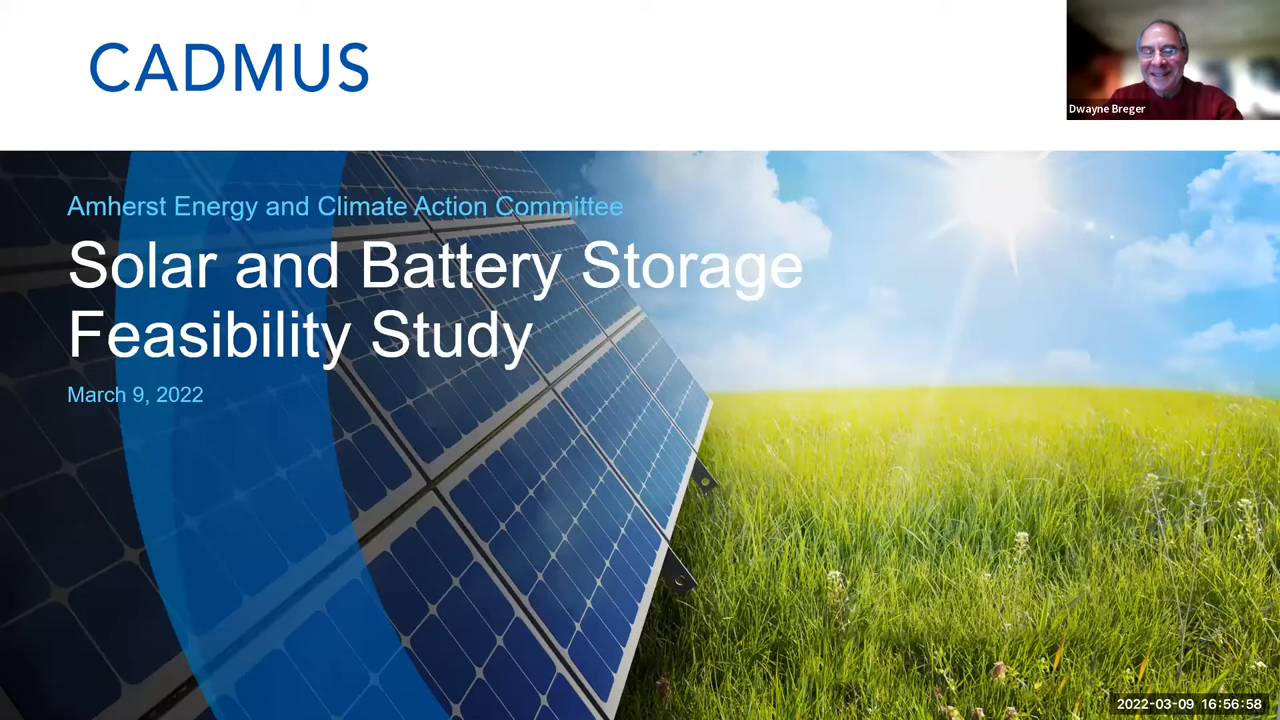 CADMUS
Dwayne Breger
Amherst Energy and Climate Action Committee
Solar and Battery Storage
Feasibility Study
March 9, 2022
2022-03-09 16:56:58